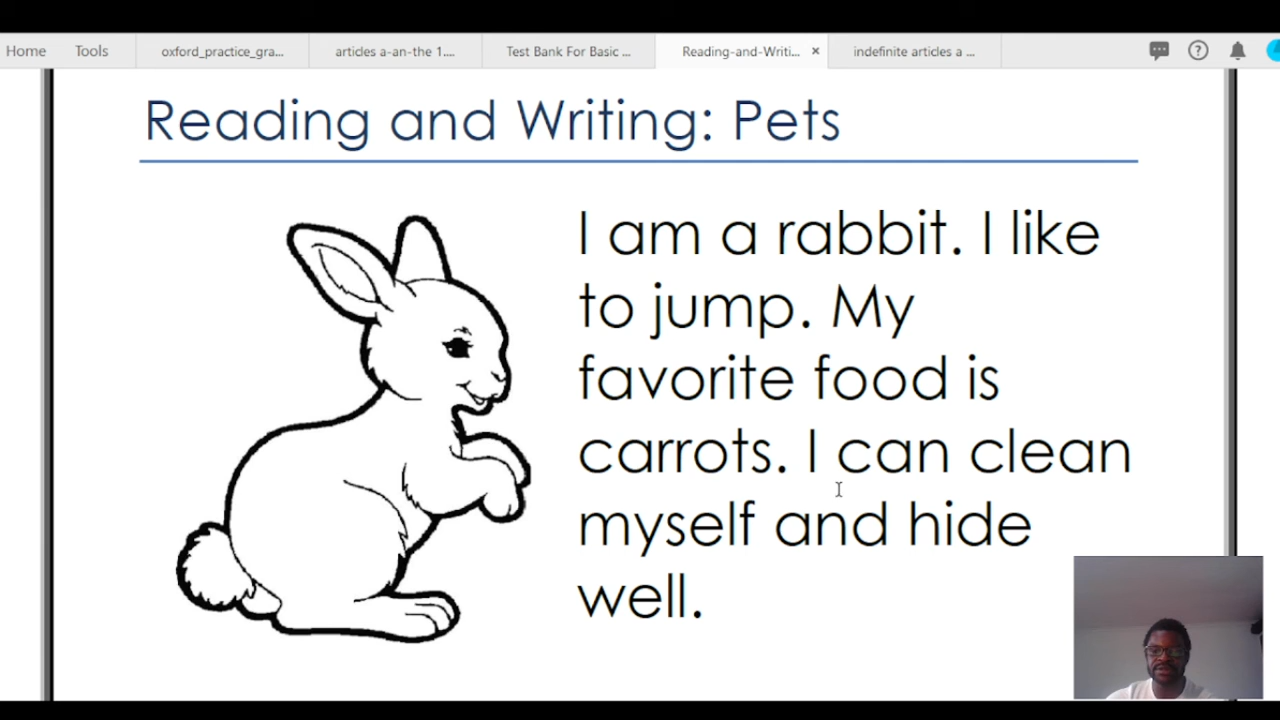 Home Tools oxford_practice_gra... articles a-an-the 1.... Test Bank For Basic ... Reading-and-Writi... × indefinite articles a ...
Reading and Writing: Pets
I am a rabbit. I like
to jump. My
favorite food is
carrots. I can clean
myself and hide
well.